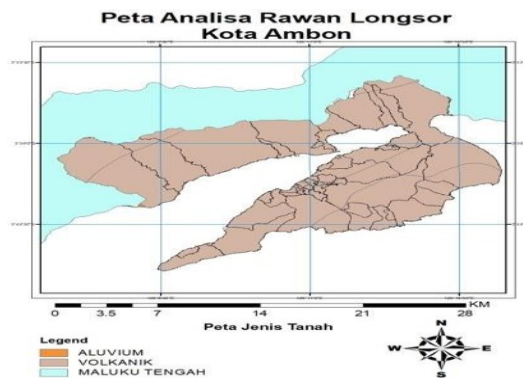 Peta Analisa Rawan Longsor
Kota Ambon
KM
0 3.5 7 14 21 28
Peta Jenis Tanah
Legend
ALUVIUM
VOLKANIK
MALUKU TENGAH
N
W E
S